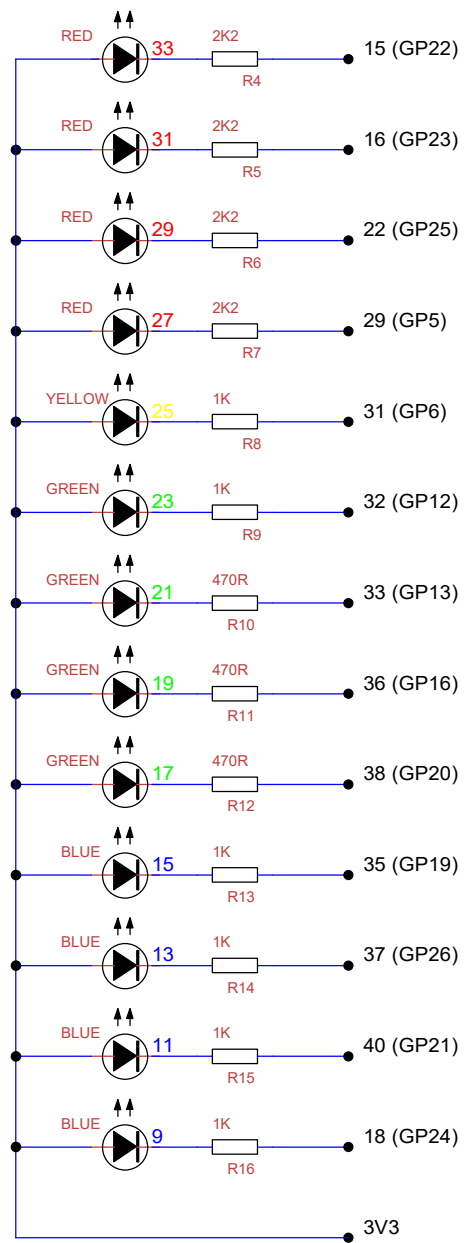 RED 33 2K2 R4 15 (GP22)
RED 31 2K2 R5 16 (GP23)
RED 29 2K2 R6 22 (GP25)
RED 27 2K2 R7 29 (GP5)
YELLOW 25 1K R8 31 (GP6)
GREEN 23 1K R9 32 (GP12)
GREEN 21 470R R10 33 (GP13)
GREEN 19 470R R11 36 (GP16)
GREEN 17 470R R12 38 (GP20)
BLUE 15 1K R13 35 (GP19)
BLUE 13 1K R14 37 (GP26)
BLUE 11 1K R15 40 (GP21)
BLUE 9 1K R16 18 (GP24)
3V3